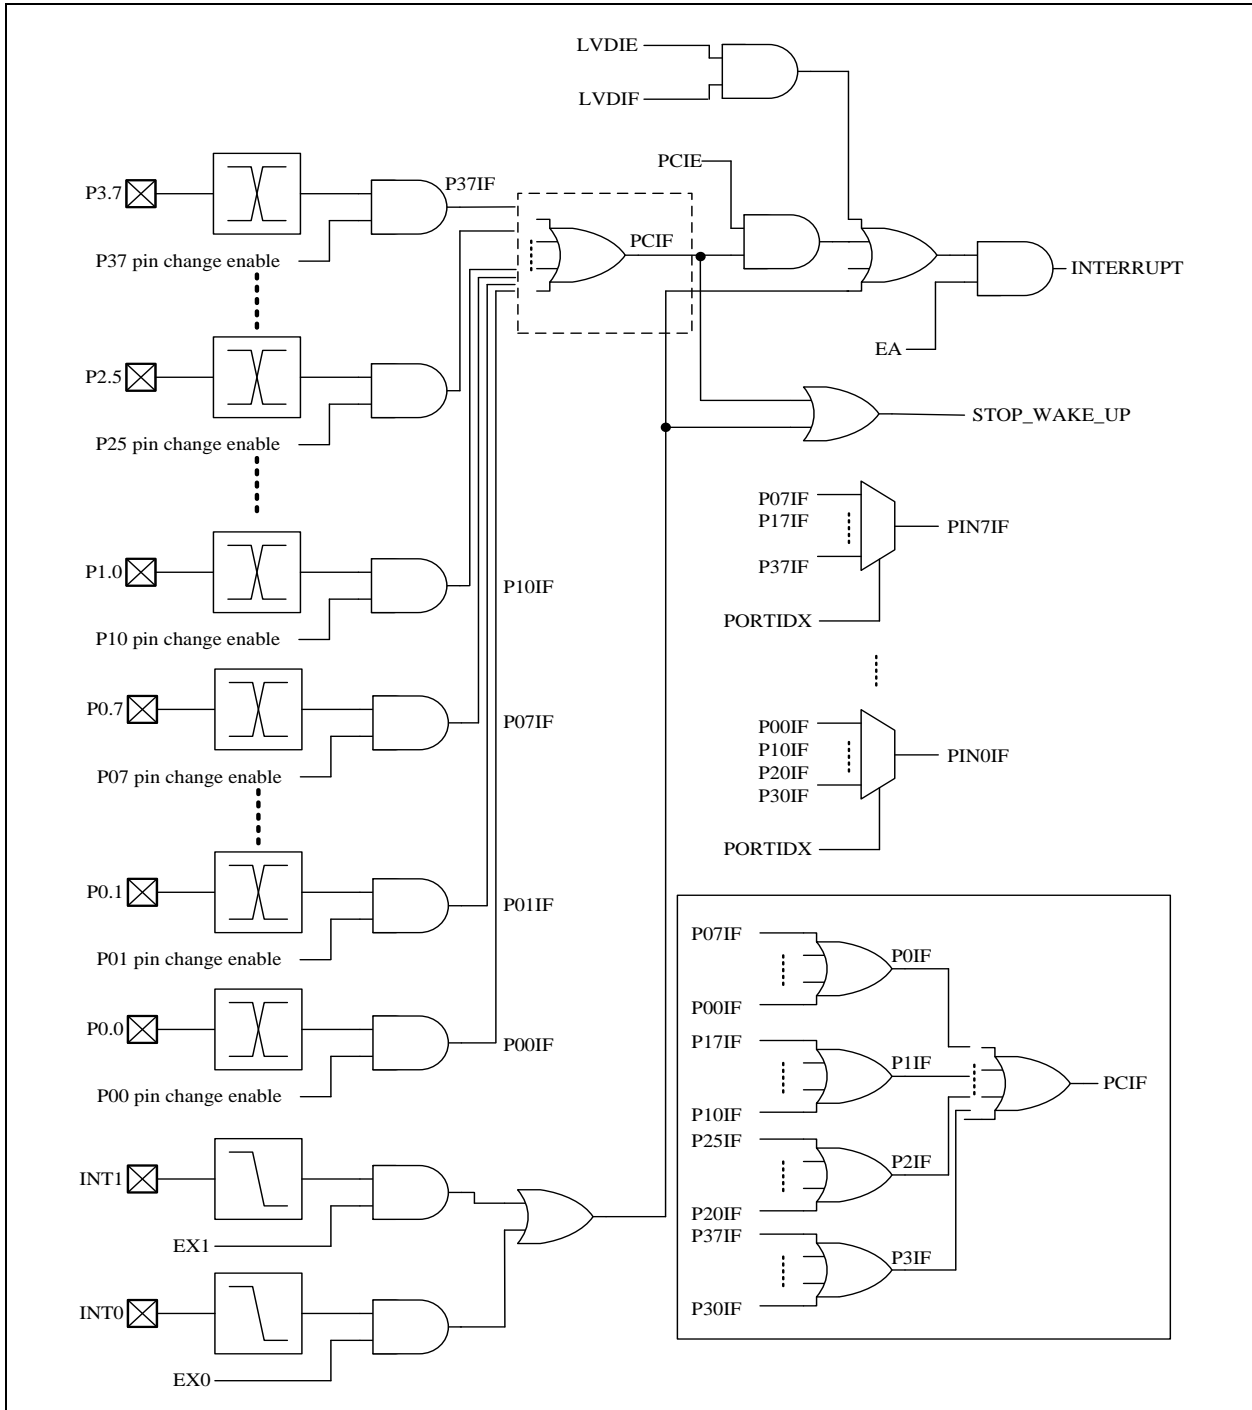 LVDIE
LVDIF
PCIE
P3.7
P37IF
P37 pin change enable
PCIF
INTERRUPT
EA
P2.5
P25 pin change enable
STOP_WAKE_UP
P07IF
P17IF
P37IF
PIN7IF
PORTIDX
P1.0
P10IF
P10 pin change enable
P0.7
P07IF
P07 pin change enable
P00IF
P10IF
P20IF
P30IF
PIN0IF
PORTIDX
P0.1
P01IF
P01 pin change enable
P0.0
P00IF
P00 pin change enable
INT1
EX1
INT0
EX0
P07IF
P0IF
P00IF
P17IF
P1IF
P10IF
PCIF
P25IF
P2IF
P20IF
P37IF
P3IF
P30IF